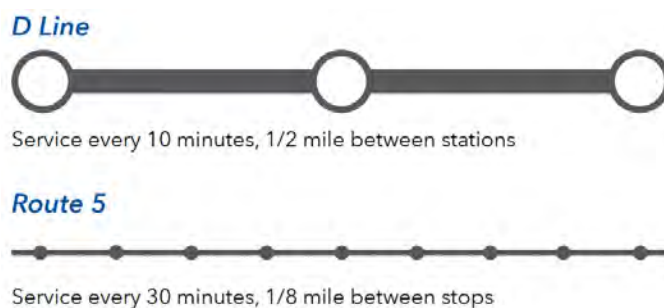 D Line
Service every 10 minutes, 1/2 mile between stations
Route 5
Service every 30 minutes, 1/8 mile between stops